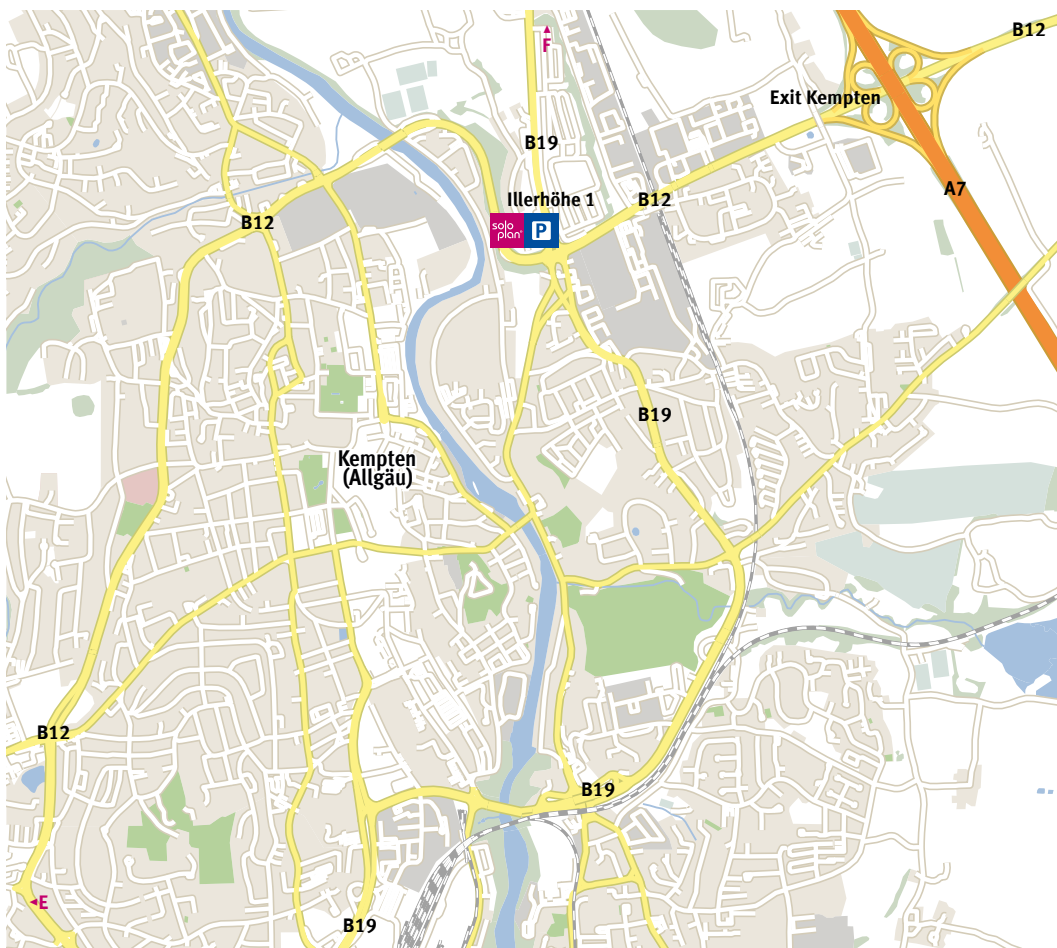 B12
F
Exit Kempten
B19
A7
Illerhöhe 1
B12
solo
plan®
P
B12
B19
Kempten
(Allgäu)
B12
B19
E
B19